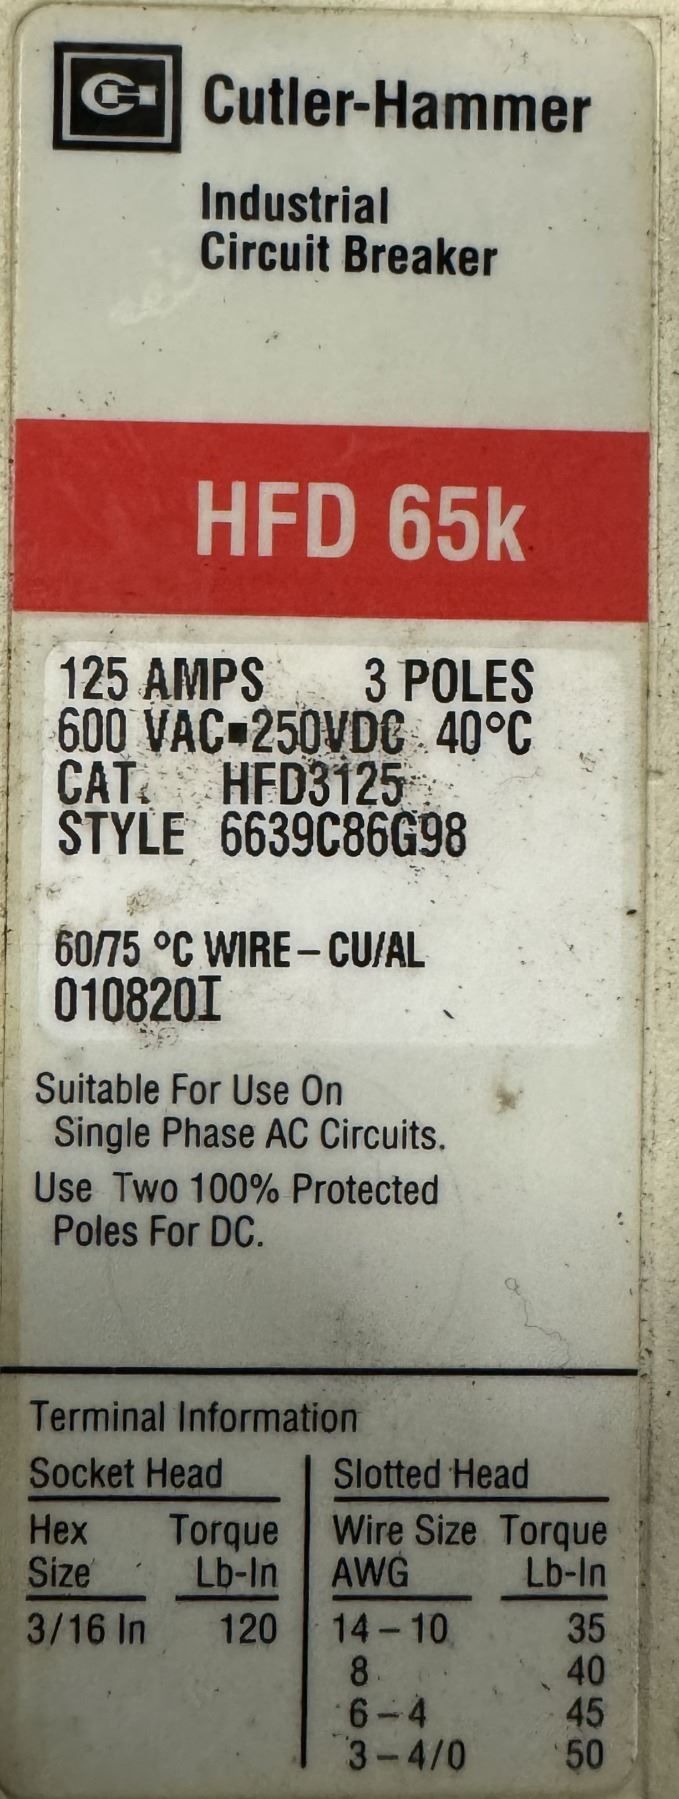 CH Cutler-Hammer
Industrial
Circuit Breaker
HFD 65k
125 AMPS 3 POLES
600 VAC▪250VDC 40°C
CAT. HFD3125
STYLE 6639C86G98
60/75 °C WIRE – CU/AL
010820I
Suitable For Use On
Single Phase AC Circuits.
Use Two 100% Protected
Poles For DC.
Terminal Information
Socket Head Slotted Head
Hex Torque Wire Size Torque
Size Lb-In AWG Lb-In
3/16 In 120 14 – 10 35
8 40
6 – 4 45
3 – 4/0 50